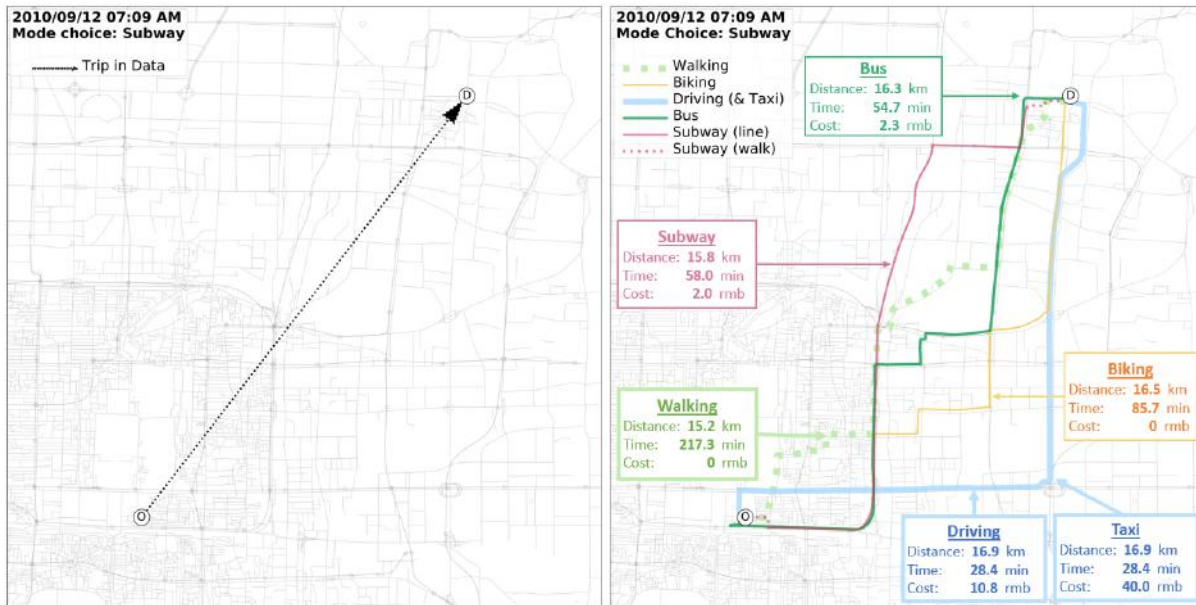 2010/09/12 07:09 AM
Mode choice: Subway
Trip in Data
D
O
2010/09/12 07:09 AM
Mode choice: Subway
Walking
Biking
Driving (& Taxi)
Bus
Subway (line)
Subway (walk)
Bus
Distance: 16.3 km
Time: 54.7 min
Cost: 2.3 rmb
D
Subway
Distance: 15.8 km
Time: 58.0 min
Cost: 2.0 rmb
Biking
Distance: 16.5 km
Time: 85.7 min
Cost: 0 rmb
Walking
Distance: 15.2 km
Time: 217.3 min
Cost: 0 rmb
O
Driving
Distance: 16.9 km
Time: 28.4 min
Cost: 10.8 rmb
Taxi
Distance: 16.9 km
Time: 28.4 min
Cost: 40.0 rmb